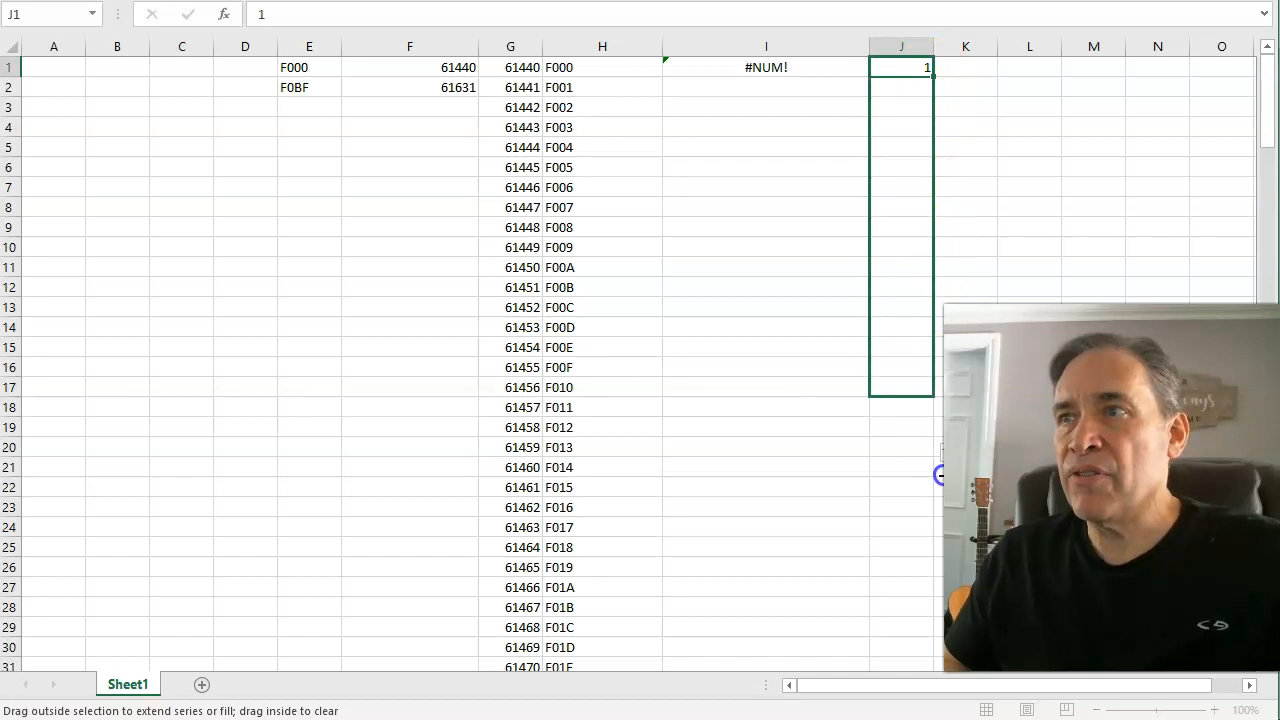 J1 1
A B C D E F G H I J K L M N O
1 F000 61440 61440 F000 #NUM! 1
2 F0BF 61631 61441 F001
3 61442 F002
4 61443 F003
5 61444 F004
6 61445 F005
7 61446 F006
8 61447 F007
9 61448 F008
10 61449 F009
11 61450 F00A
12 61451 F00B
13 61452 F00C
14 61453 F00D
15 61454 F00E
16 61455 F00F
17 61456 F010
18 61457 F011
19 61458 F012
20 61459 F013
21 61460 F014
22 61461 F015
23 61462 F016
24 61463 F017
25 61464 F018
26 61465 F019
27 61466 F01A
28 61467 F01B
29 61468 F01C
30 61469 F01D
31 61470 F01E
Sheet1
Drag outside selection to extend series or fill; drag inside to clear
100%